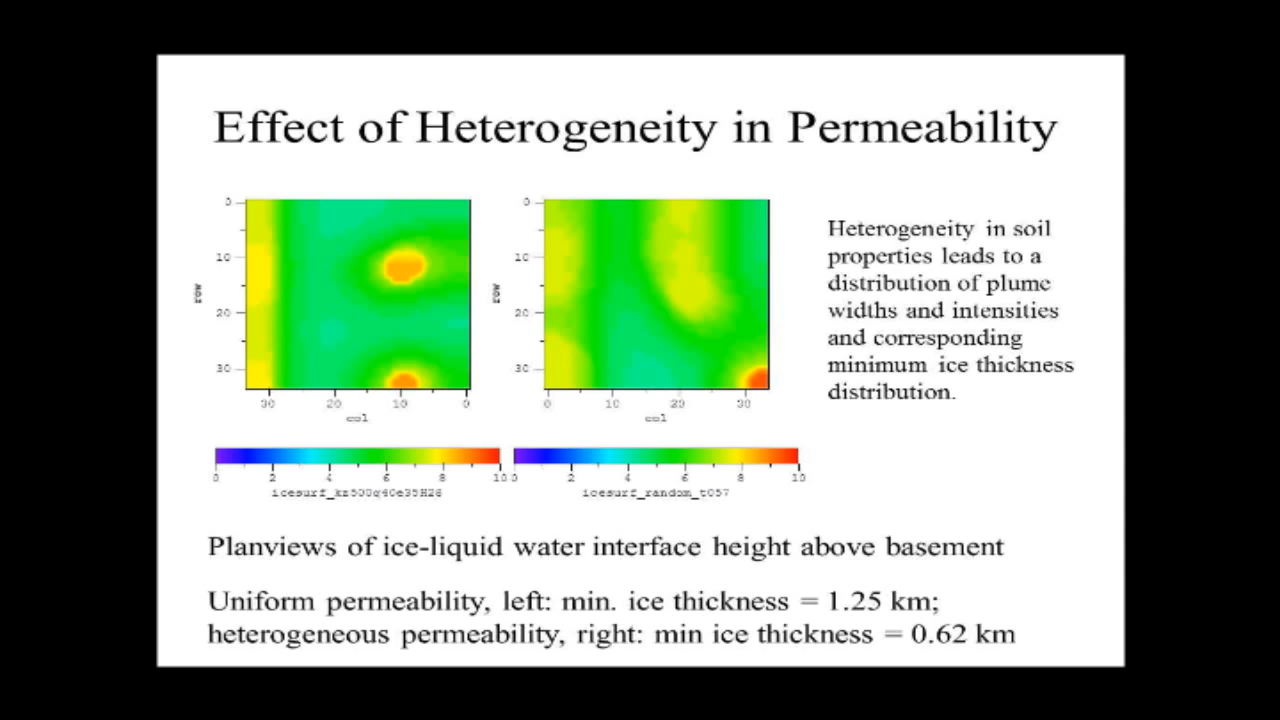 Effect of Heterogeneity in Permeability
0
10
20
30
row
30
20
10
0
col
0
10
20
30
row
0
10
20
30
col
Heterogeneity in soil
properties leads to a
distribution of plume
widths and intensities
and corresponding
minimum ice thickness
distribution.
0 2 4 6 8 10
0 2 4 6 8 10
icesurf_random_t057
Planviews of ice-liquid water interface height above basement
Uniform permeability, left: min. ice thickness = 1.25 km;
heterogeneous permeability, right: min ice thickness = 0.62 km